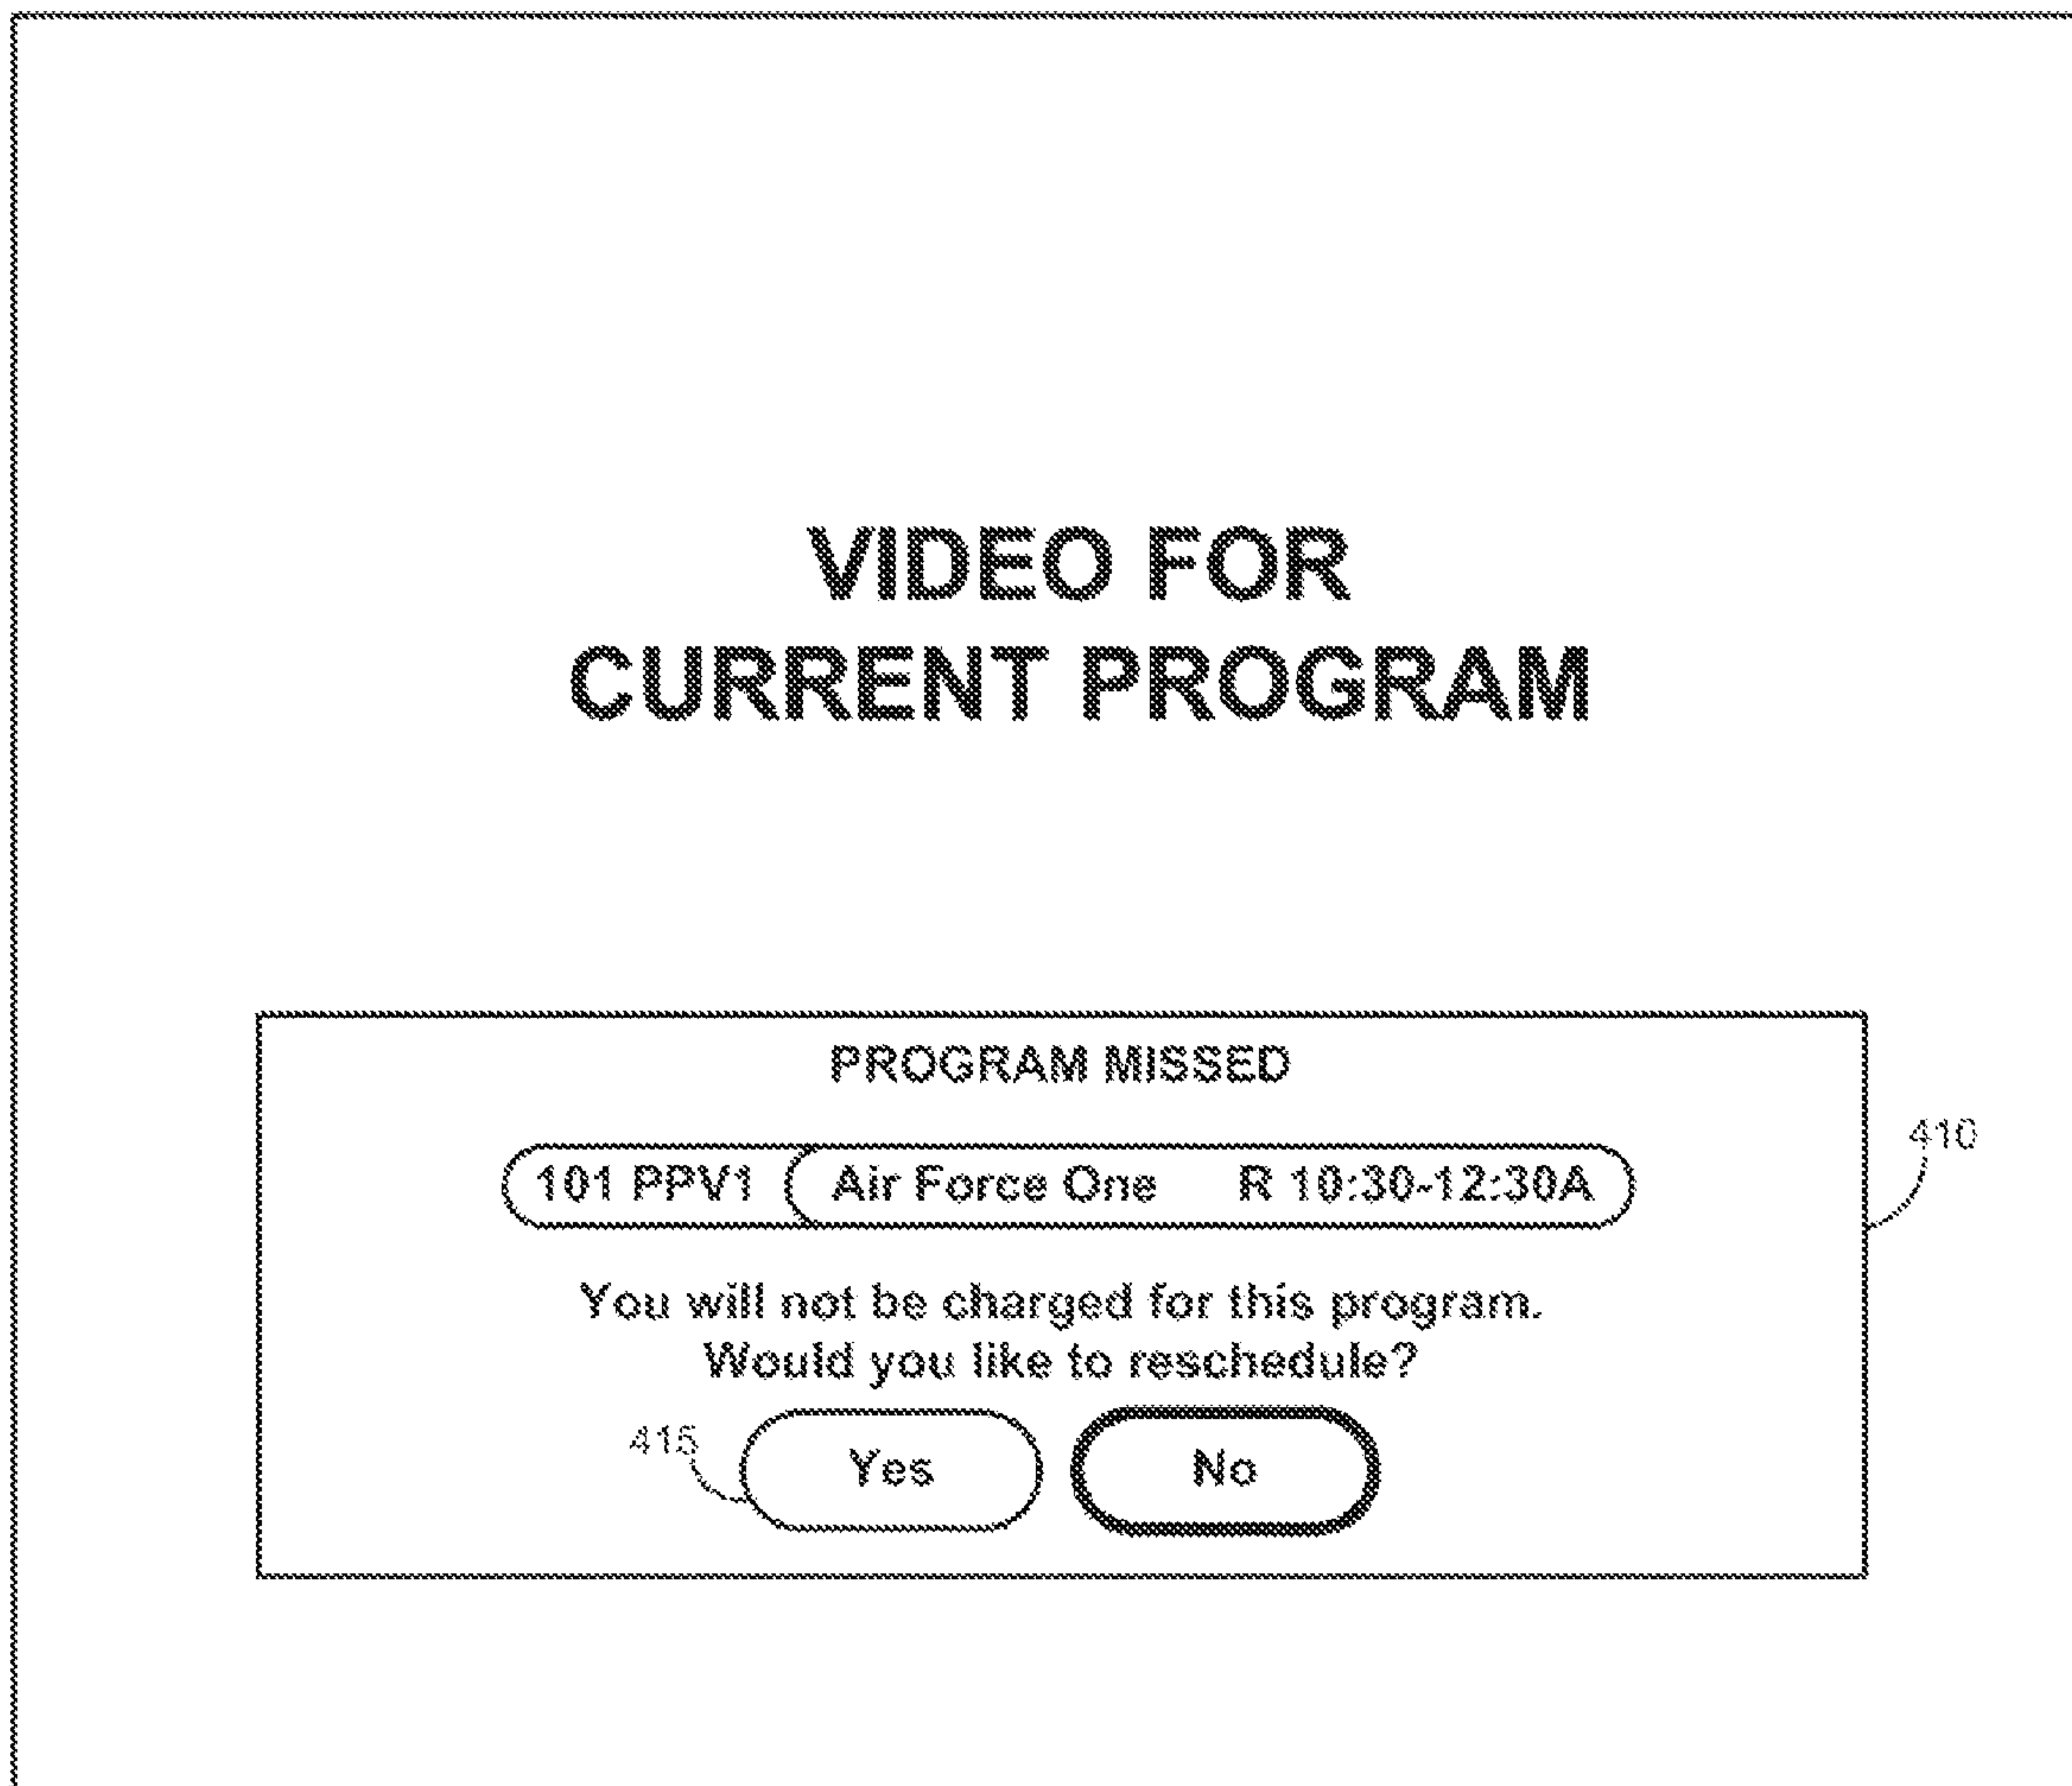 VIDEO FOR
CURRENT PROGRAM
PROGRAM MISSED
410
101 PPV1 Air Force One R 10:30-12:30A
You will not be charged for this program.
Would you like to reschedule?
415
Yes No